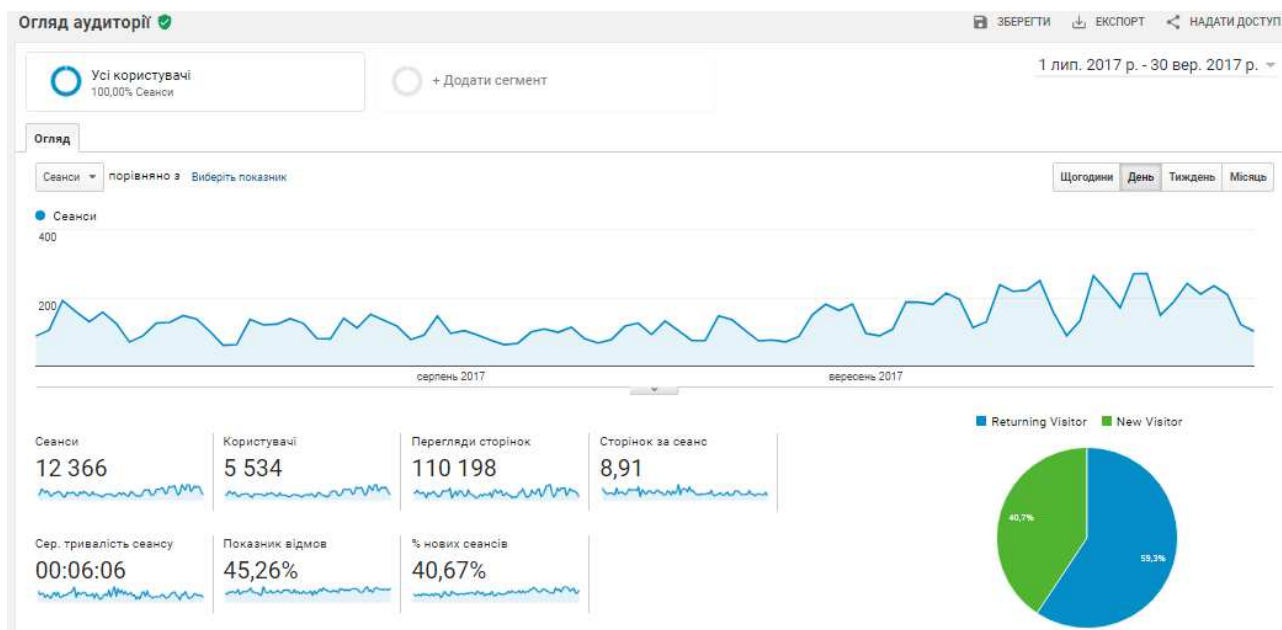 Огляд аудиторії
ЗБЕРЕГТИ ЕКСПОРТ НАДАТИ ДОСТУП
Усі користувачі
100,00% Сеанси
+ Додати сегмент
1 лип. 2017 р. - 30 вер. 2017 р.
Огляд
Сеанси порівняно з Виберіть показник
Щогодини День Тиждень Місяць
Сеанси
400
200
серпень 2017 вересень 2017
Returning Visitor New Visitor
Сеанси Користувачі Перегляди сторінок Сторінок за сеанс
12 366 5 534 110 198 8,91
Сер. тривалість сеансу Показник відмов % нових сеансів
00:06:06 45,26% 40,67%
40,7%
59,3%